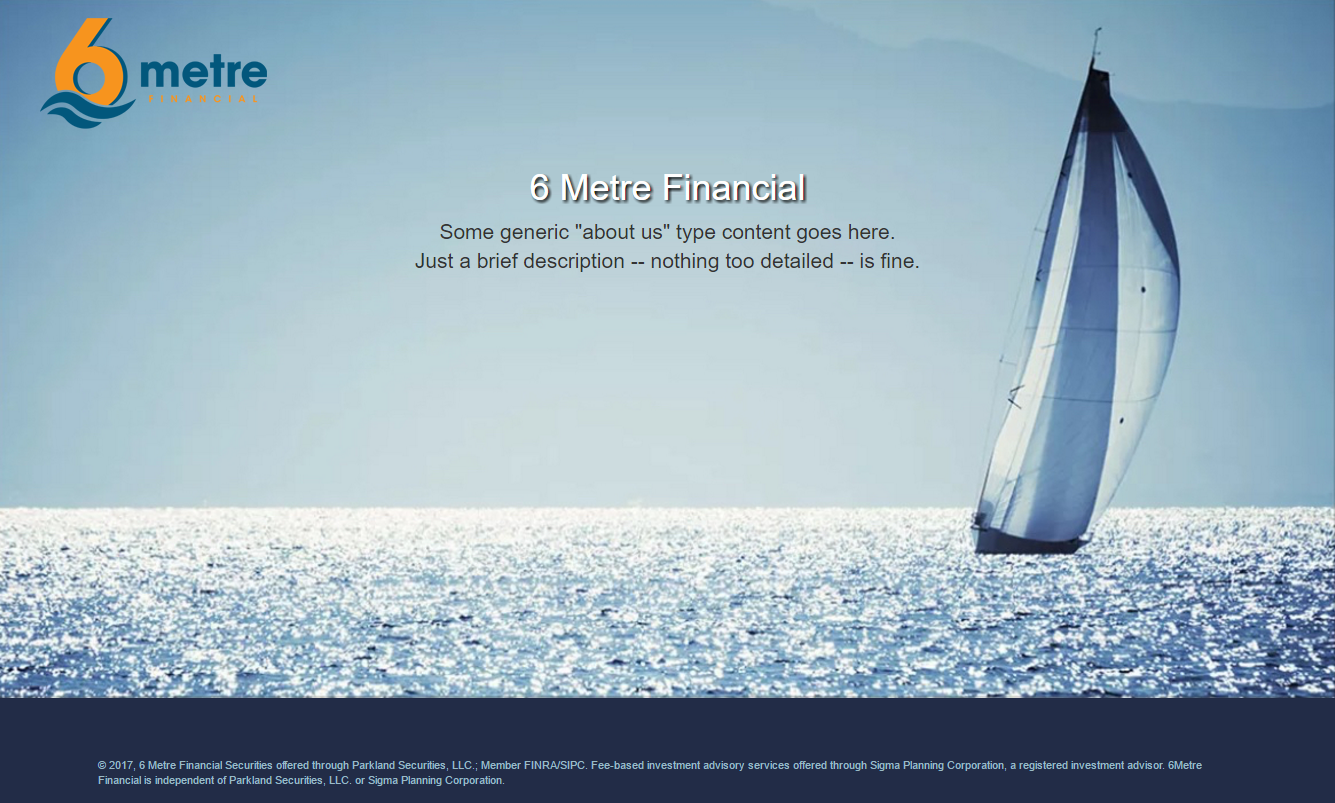 6 metre
FINANCIAL
6 Metre Financial
Some generic "about us" type content goes here.
Just a brief description -- nothing too detailed -- is fine.
© 2017, 6 Metre Financial Securities offered through Parkland Securities, LLC.; Member FINRA/SIPC. Fee-based investment advisory services offered through Sigma Planning Corporation, a registered investment advisor. 6Metre
Financial is independent of Parkland Securities, LLC. or Sigma Planning Corporation.